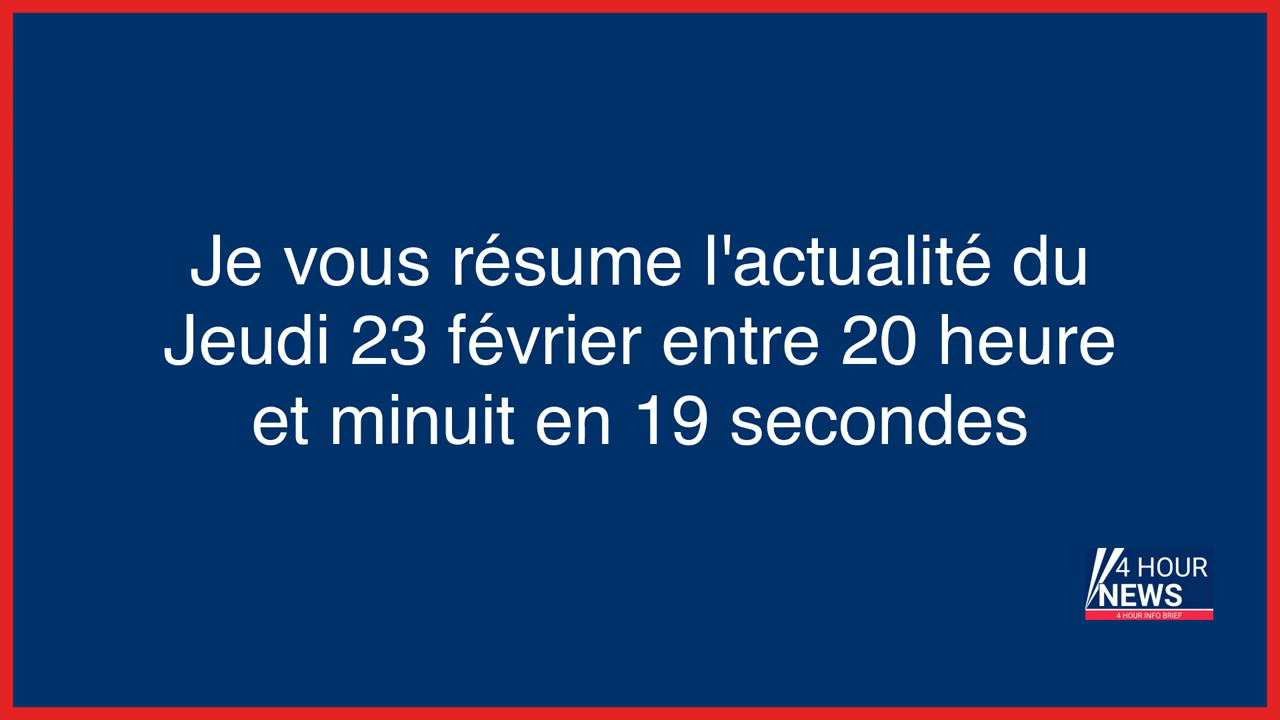 Je vous résume l'actualité du
Jeudi 23 février entre 20 heure
et minuit en 19 secondes
4 HOUR
NEWS
4 HOUR INFO BRIEF